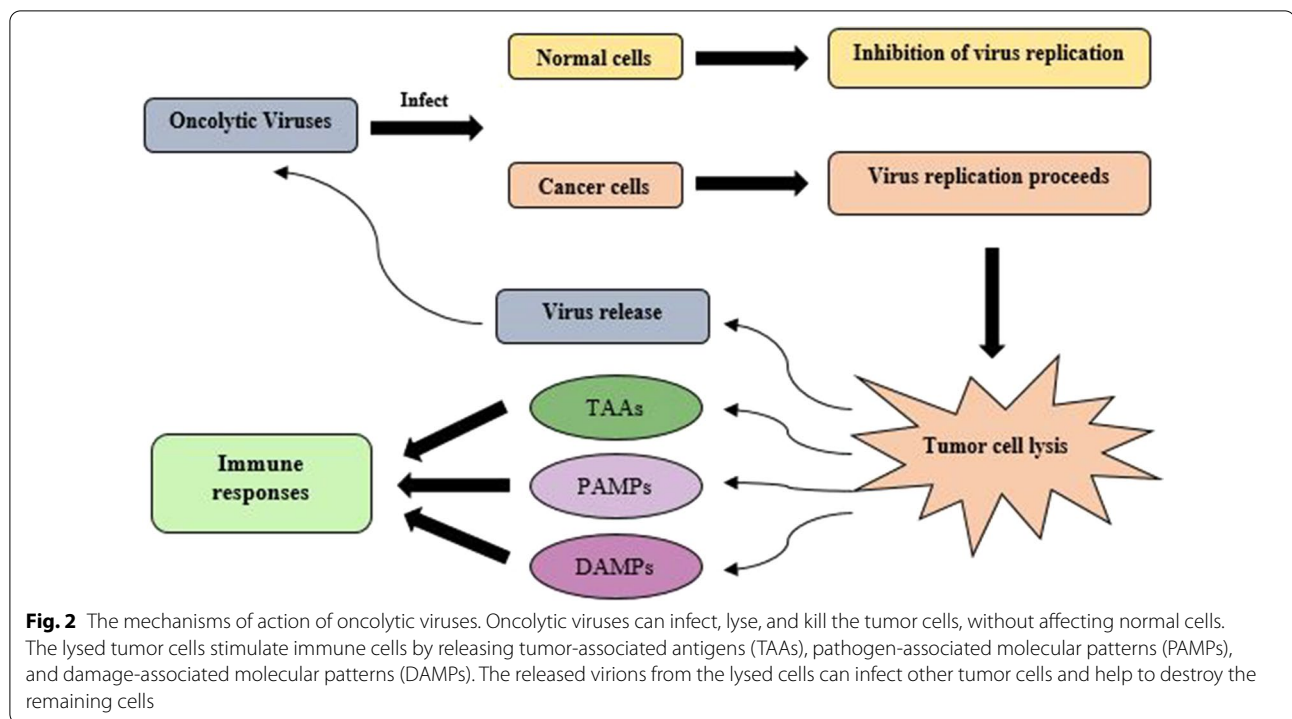 Normal cells
Inhibition of virus replication
Oncolytic Viruses
Infect
Cancer cells
Virus replication proceeds
Virus release
TAAs
Tumor cell lysis
Immune
responses
PAMPs
DAMPs
Fig. 2 The mechanisms of action of oncolytic viruses. Oncolytic viruses can infect, lyse, and kill the tumor cells, without affecting normal cells.
The lysed tumor cells stimulate immune cells by releasing tumor-associated antigens (TAAs), pathogen-associated molecular patterns (PAMPs),
and damage-associated molecular patterns (DAMPs). The released virions from the lysed cells can infect other tumor cells and help to destroy the
remaining cells